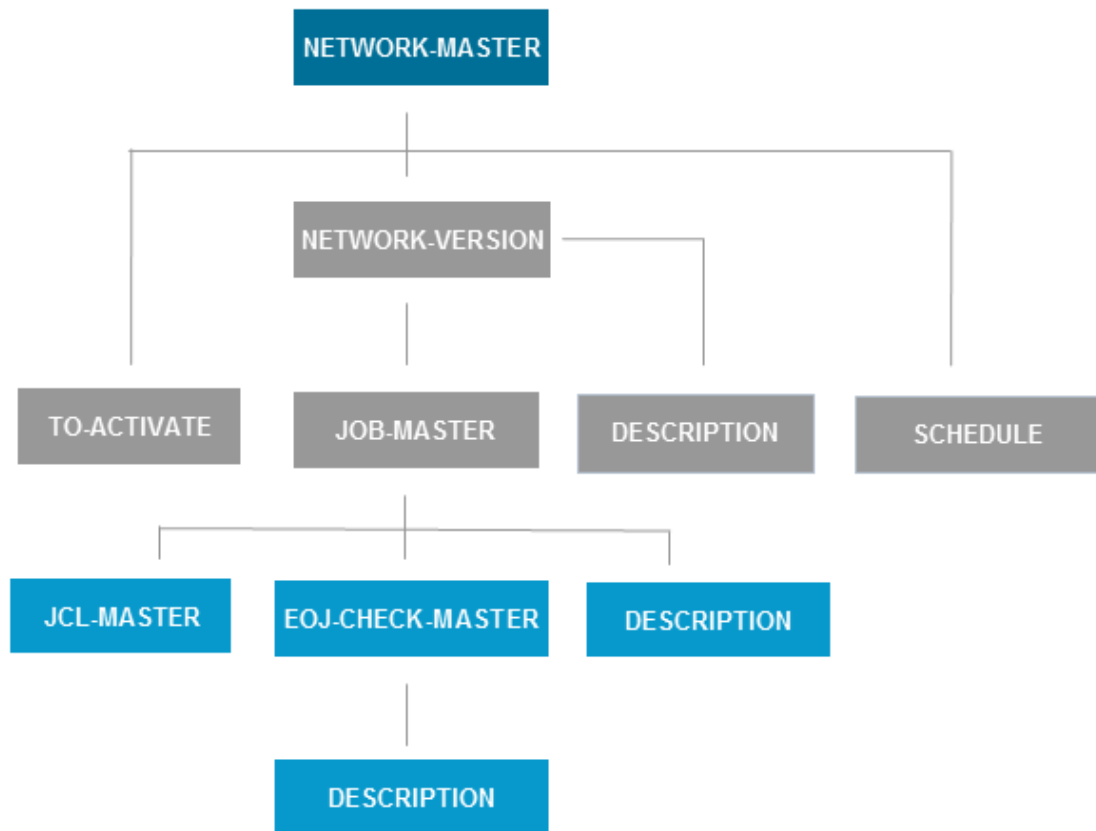 NETWORK-MASTER
NETWORK-VERSION
TO-ACTIVATE
JOB-MASTER
DESCRIPTION
SCHEDULE
JCL-MASTER
EOJ-CHECK-MASTER
DESCRIPTION
DESCRIPTION